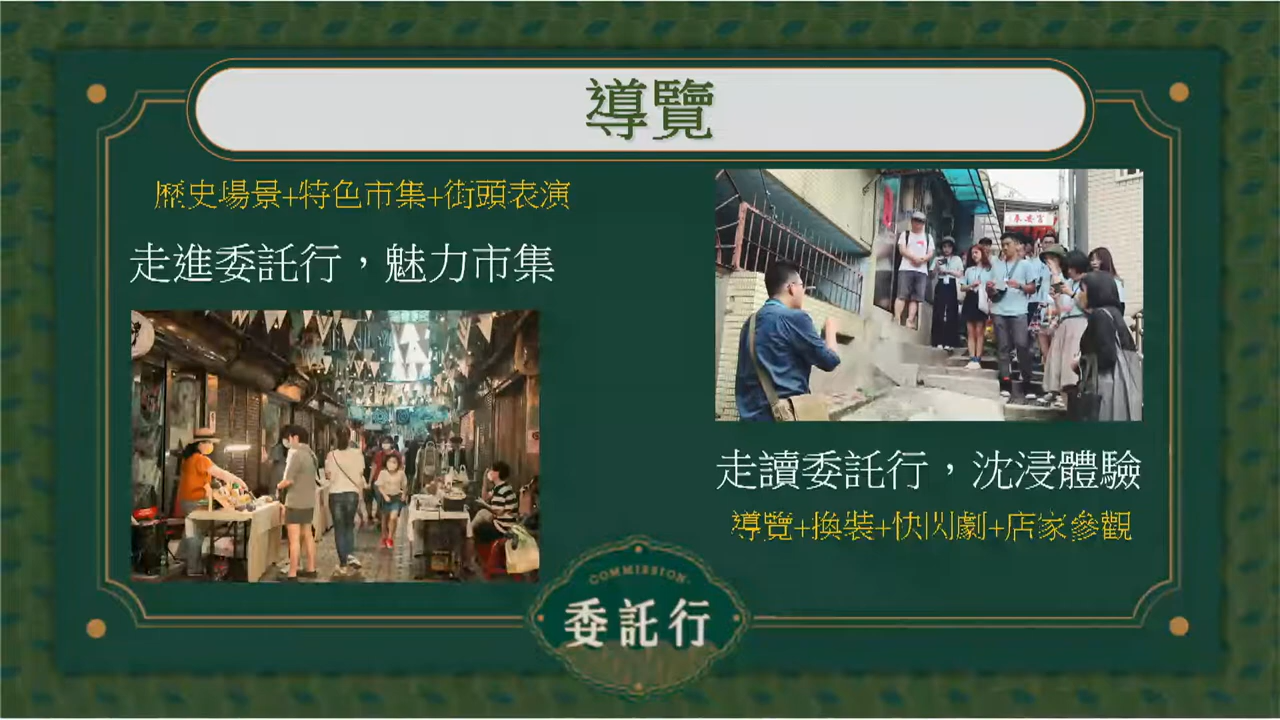 導覽
歷史場景+特色市集+街頭表演
走進委託行，魅力市集
走讀委託行，沈浸體驗
導覽+換裝+快閃劇+店家參觀
COMMISSION
委託行